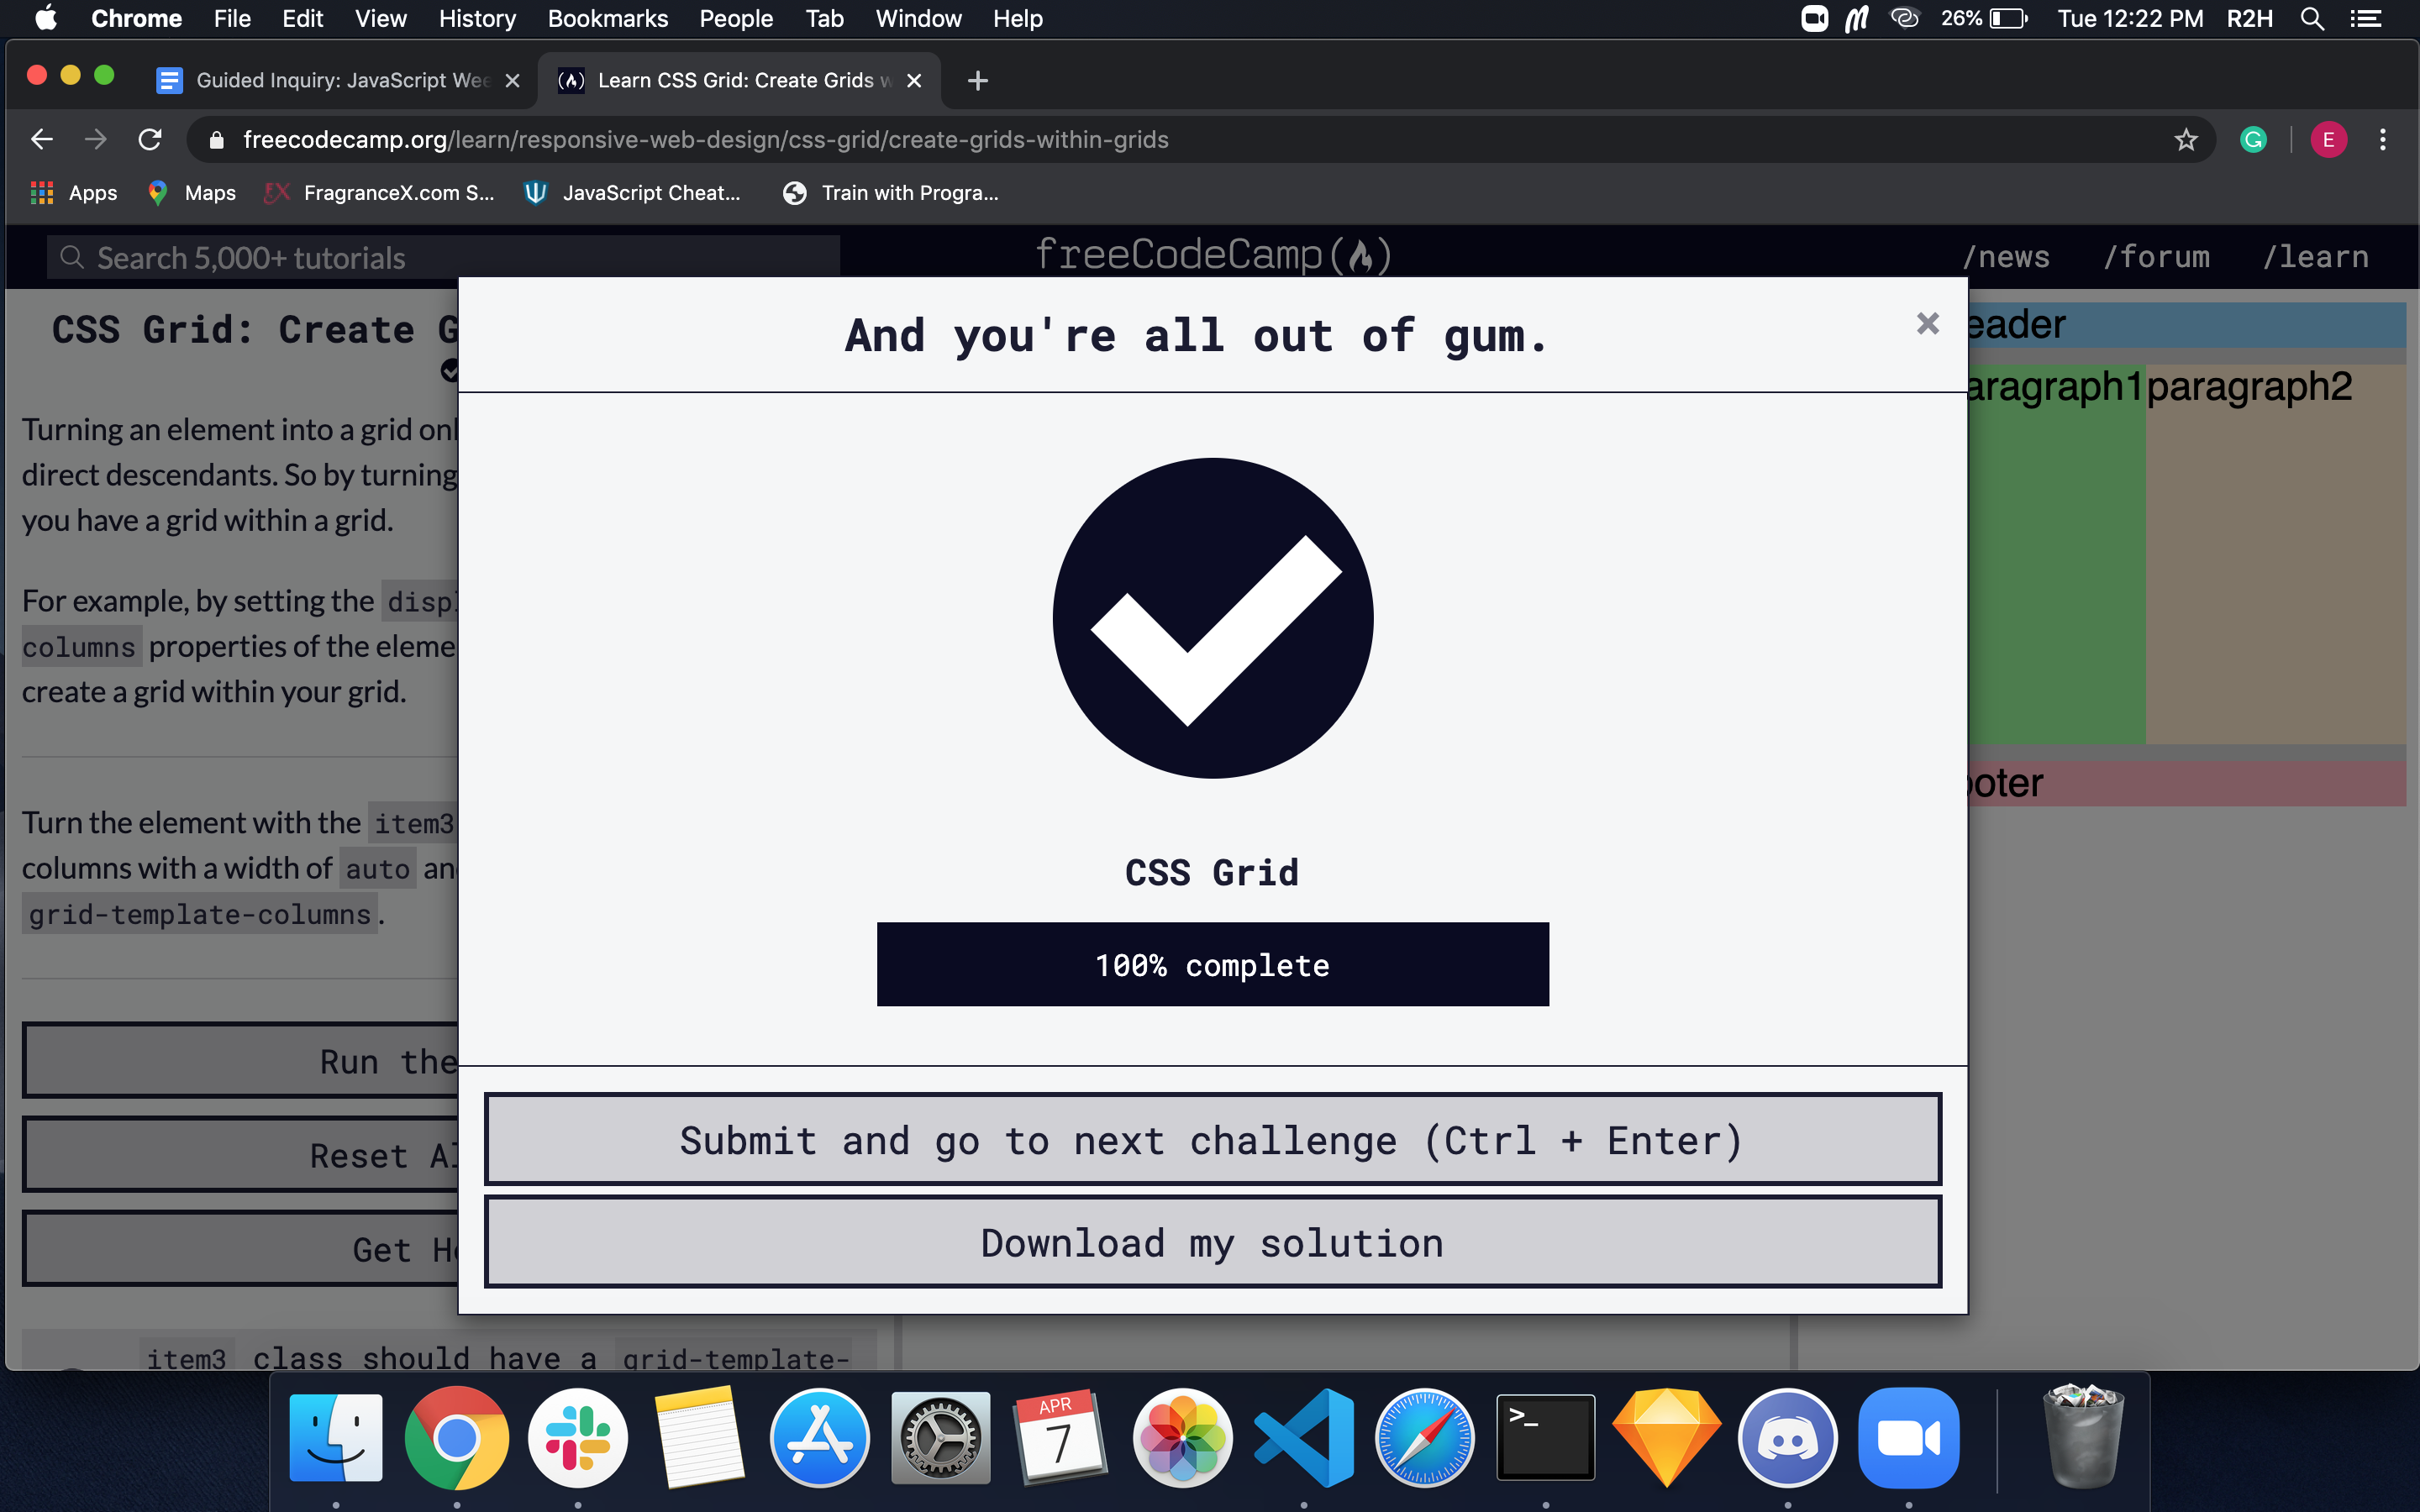 Chrome File Edit View History Bookmarks People Tab Window Help
26% Tue 12:22 PM R2H
Guided Inquiry: JavaScript Wee
Learn CSS Grid: Create Grids w
freecodecamp.org/learn/responsive-web-design/css-grid/create-grids-within-grids
E
Apps Maps FragranceX.com S... JavaScript Cheat... Train with Progra...
Search 5,000+ tutorials
freeCodeCamp
/news /forum /learn
CSS Grid: Create G
And you're all out of gum.
×
eader
aragraph1
paragraph2
Turning an element into a grid onl
direct descendants. So by turning
you have a grid within a grid.
For example, by setting the displ
columns properties of the eleme
create a grid within your grid.
oter
Turn the element with the item3
columns with a width of auto an
grid-template-columns.
CSS Grid
100% complete
Run the
Reset Al
Get He
Submit and go to next challenge (Ctrl + Enter)
Download my solution
item3 class should have a grid-template-
APR
7
>_